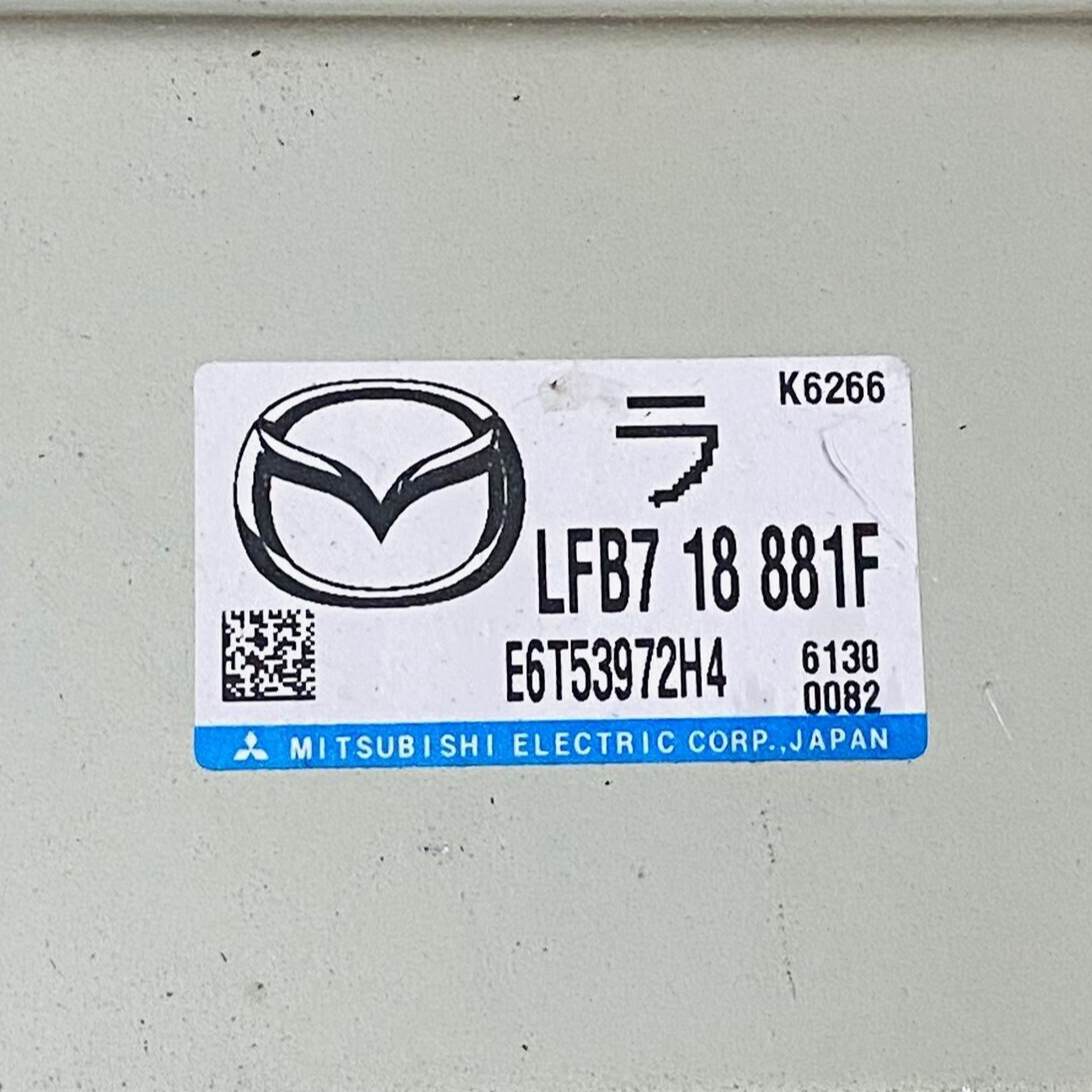 K6266
ラ
LFB7 18 881F
E6T53972H4 6130
0082
MITSUBISHI ELECTRIC CORP.,JAPAN